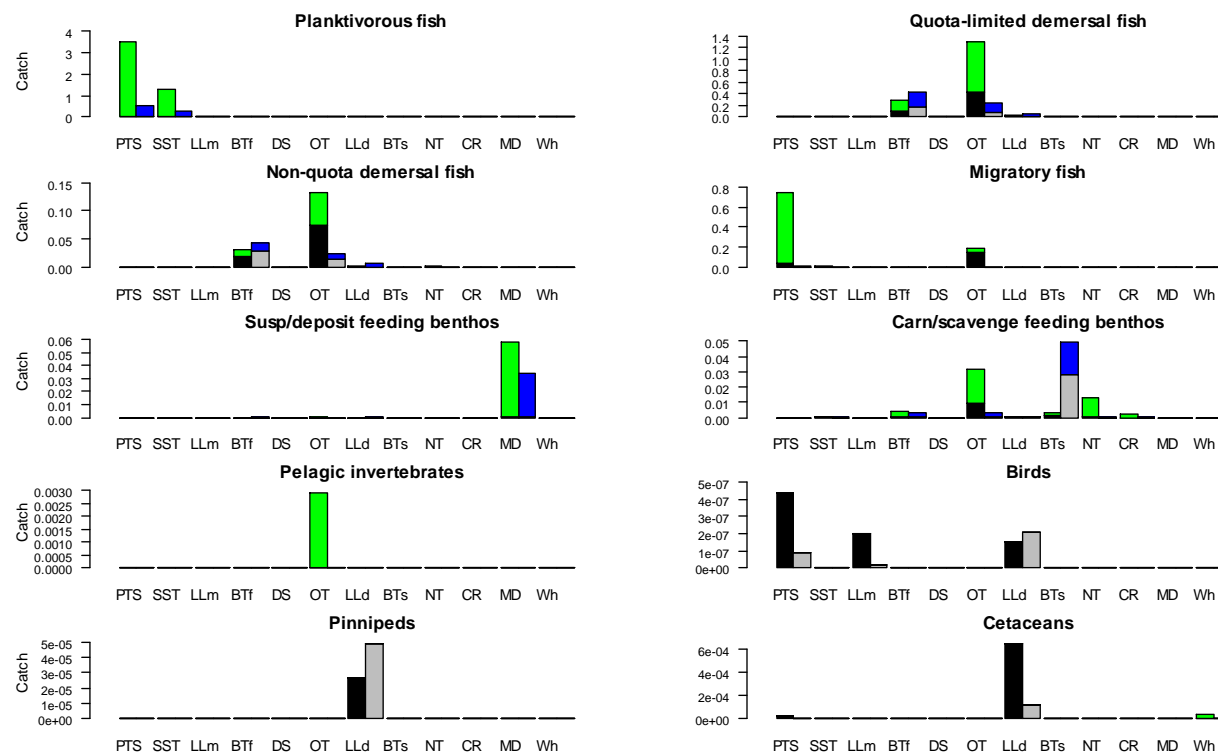 Planktivorous fish
Catch
4
3
2
1
0
PTS SST LLm BTf DS OT LLd BTs NT CR MD Wh
Quota-limited demersal fish
1.4
1.2
1.0
0.8
0.6
0.4
0.2
0.0
PTS SST LLm BTf DS OT LLd BTs NT CR MD Wh
Non-quota demersal fish
Catch
0.15
0.10
0.05
0.00
PTS SST LLm BTf DS OT LLd BTs NT CR MD Wh
Migratory fish
0.8
0.6
0.4
0.2
0.0
PTS SST LLm BTf DS OT LLd BTs NT CR MD Wh
Susp/deposit feeding benthos
Catch
0.06
0.05
0.04
0.03
0.02
0.01
0.00
PTS SST LLm BTf DS OT LLd BTs NT CR MD Wh
Carn/scavenge feeding benthos
0.05
0.04
0.03
0.02
0.01
0.00
PTS SST LLm BTf DS OT LLd BTs NT CR MD Wh
Pelagic invertebrates
Catch
0.0030
0.0025
0.0020
0.0015
0.0010
0.0005
0.0000
PTS SST LLm BTf DS OT LLd BTs NT CR MD Wh
Birds
5e-07
4e-07
3e-07
2e-07
1e-07
0e+00
PTS SST LLm BTf DS OT LLd BTs NT CR MD Wh
Pinnipeds
Catch
5e-05
4e-05
3e-05
2e-05
1e-05
0e+00
PTS SST LLm BTf DS OT LLd BTs NT CR MD Wh
Cetaceans
6e-04
4e-04
2e-04
0e+00
PTS SST LLm BTf DS OT LLd BTs NT CR MD Wh